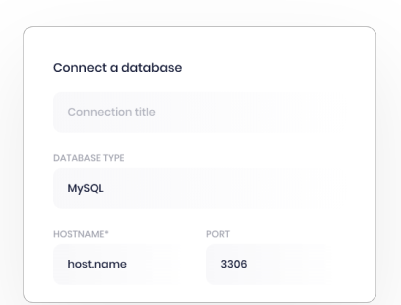 Connect a database
Connection title
DATABASE TYPE
MySQL
HOSTNAME* PORT
host.name 3306